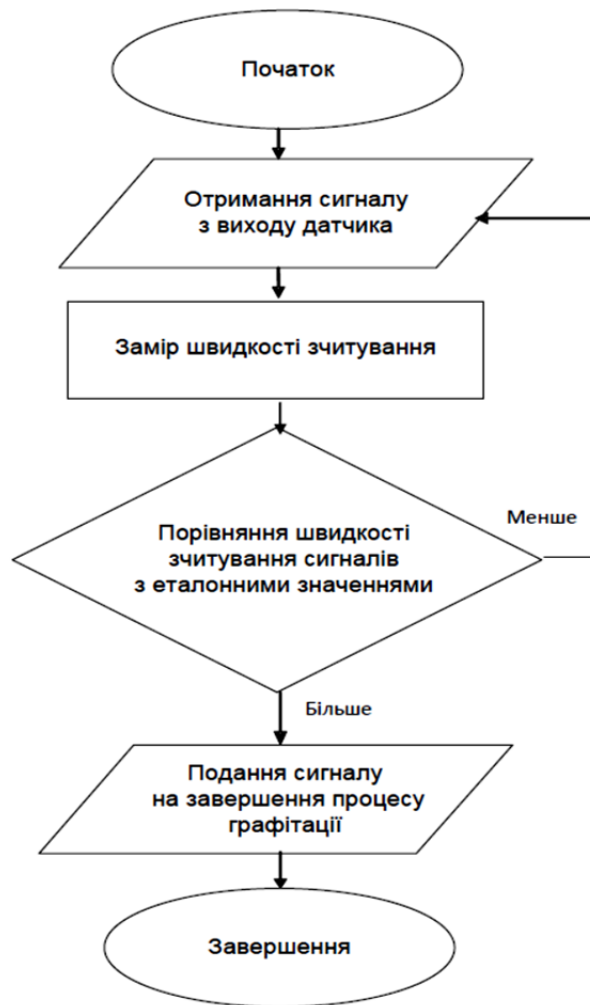 Початок
Отримання сигналу
з виходу датчика
Замір швидкості зчитування
Порівняння швидкості
зчитування сигналів
з еталонними значеннями
Менше
Більше
Подання сигналу
на завершення процесу
графітації
Завершення